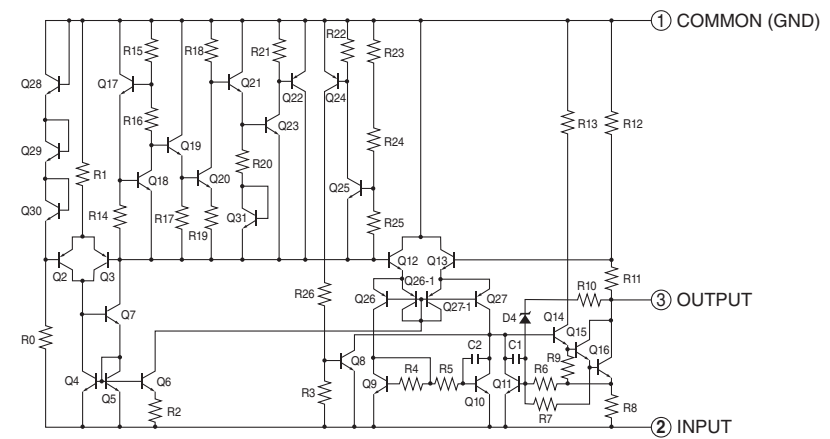 1 COMMON (GND)
R15
R18
R21
R22
R23
Q28
Q17
Q21
Q22
Q24
R16
R13
R12
Q29
Q19
Q23
R24
R1
R20
Q18
Q20
Q25
Q30
R14
R17
R19
Q31
R25
Q2
Q3
Q12
Q13
R11
Q26-1
R10
R26
Q26
Q27-1
Q27
3 OUTPUT
D4
Q7
Q14
Q15
R0
C2
C1
Q16
Q8
R9
Q4
Q5
Q6
R3
Q9
R4
R5
Q10
Q11
R6
R2
R7
R8
2 INPUT